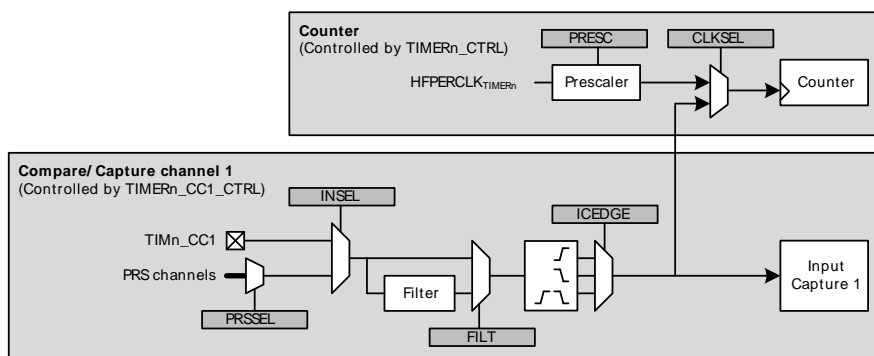 Counter
(Controlled by TIMERn_CTRL)
PRESC
CLKSEL
HFPERCLKTIMERn
Prescaler
Counter
Compare/ Capture channel 1
(Controlled by TIMERn_CC1_CTRL)
INSEL
ICEDGE
TIMn_CC1
PRS channels
Filter
Input
Capture 1
PRSSEL
FILT